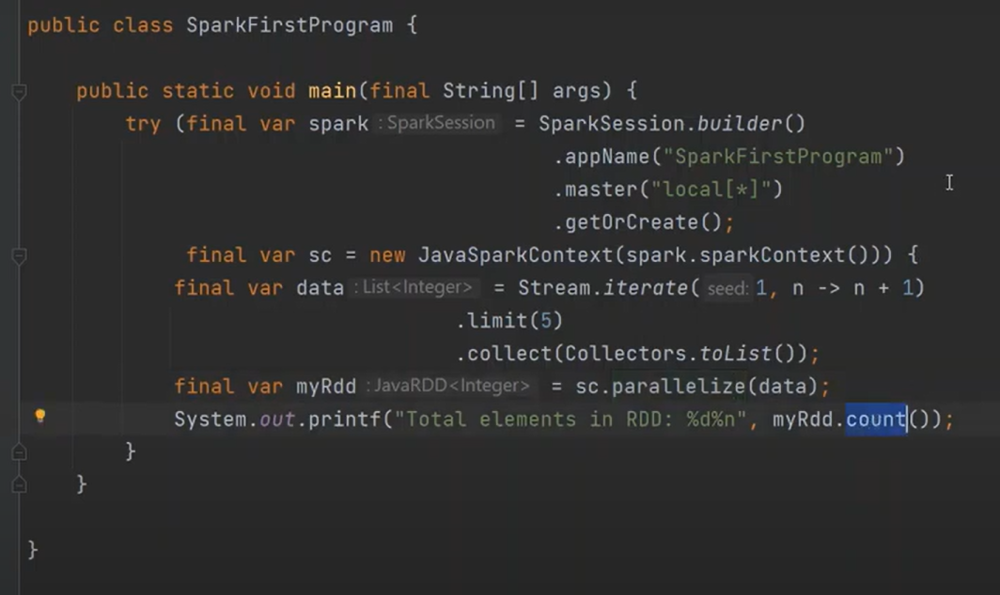 public class SparkFirstProgram {
public static void main(final String[] args) {
try (final var spark : SparkSession = SparkSession.builder()
.appName("SparkFirstProgram")
.master("local[*]")
.getOrCreate();
final var sc = new JavaSparkContext(spark.sparkContext())) {
final var data : List<Integer> = Stream.iterate( seed: 1, n -> n + 1)
.limit(5)
.collect(Collectors.toList());
final var myRdd : JavaRDD<Integer> = sc.parallelize(data);
System.out.printf("Total elements in RDD: %d%n", myRdd.count());
}
}
}